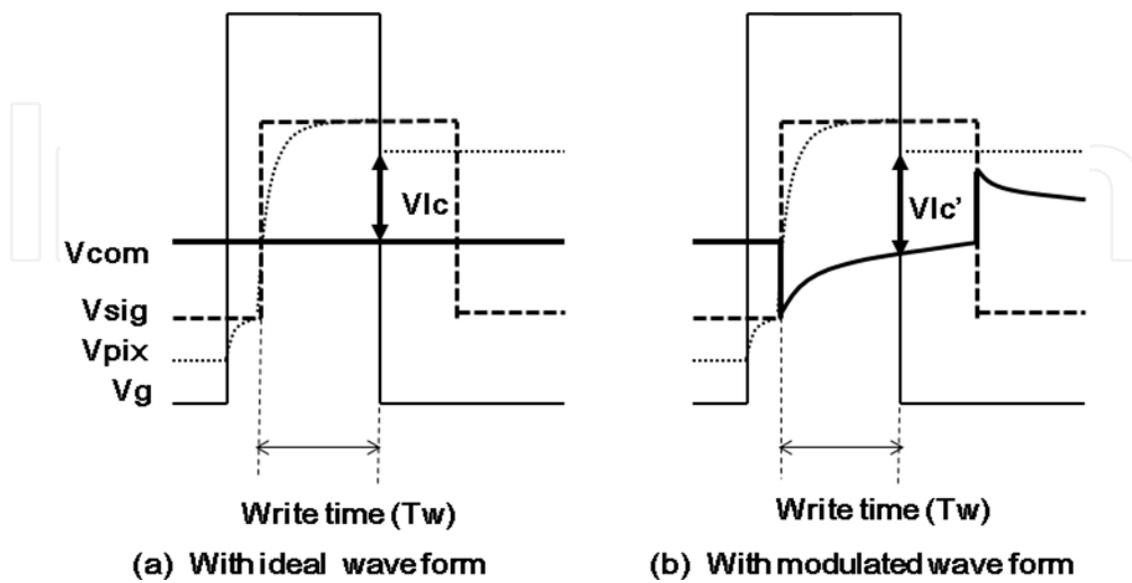 Vcom
Vsig
Vpix
Vg
Vlc
Write time (Tw)
(a) With ideal wave form
Vlc'
Write time (Tw)
(b) With modulated wave form